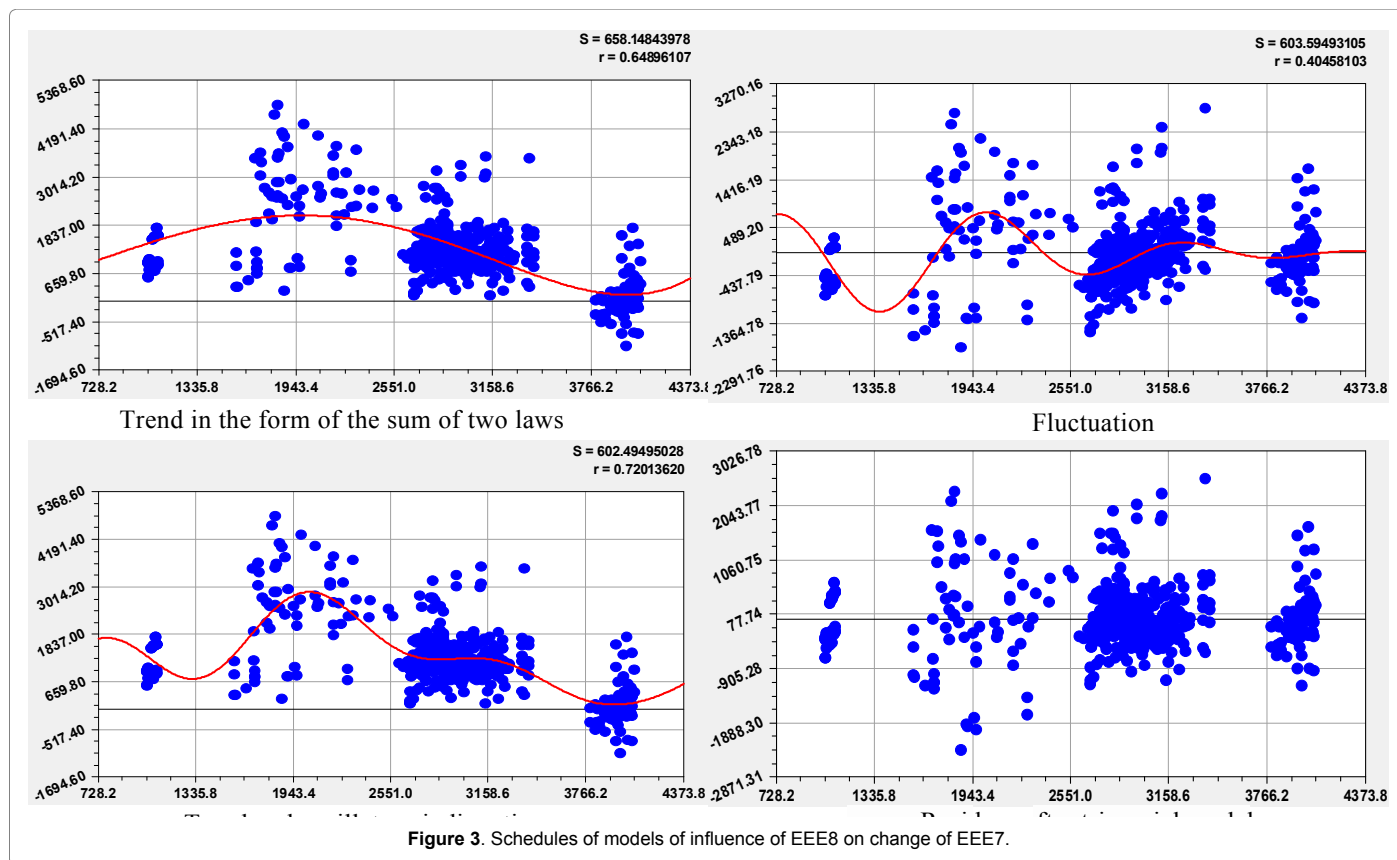 S = 658.14843978
r = 0.64896107
5368.60
4191.40
3014.20
1837.00
659.80
-517.40
-1694.60
728.2 1335.8 1943.4 2551.0 3158.6 3766.2 4373.8
Trend in the form of the sum of two laws
S = 603.59493105
r = 0.40458103
3270.16
2343.18
1416.19
489.20
-437.79
-1364.78
-2291.76
728.2 1335.8 1943.4 2551.0 3158.6 3766.2 4373.8
Fluctuation
S = 602.49495028
r = 0.72013620
5368.60
4191.40
3014.20
1837.00
659.80
-517.40
-1694.60
728.2 1335.8 1943.4 2551.0 3158.6 3766.2 4373.8
3026.78
2043.77
1060.75
77.74
-905.28
-1888.30
-2871.31
728.2 1335.8 1943.4 2551.0 3158.6 3766.2 4373.8
Figure 3. Schedules of models of influence of EEE8 on change of EEE7.